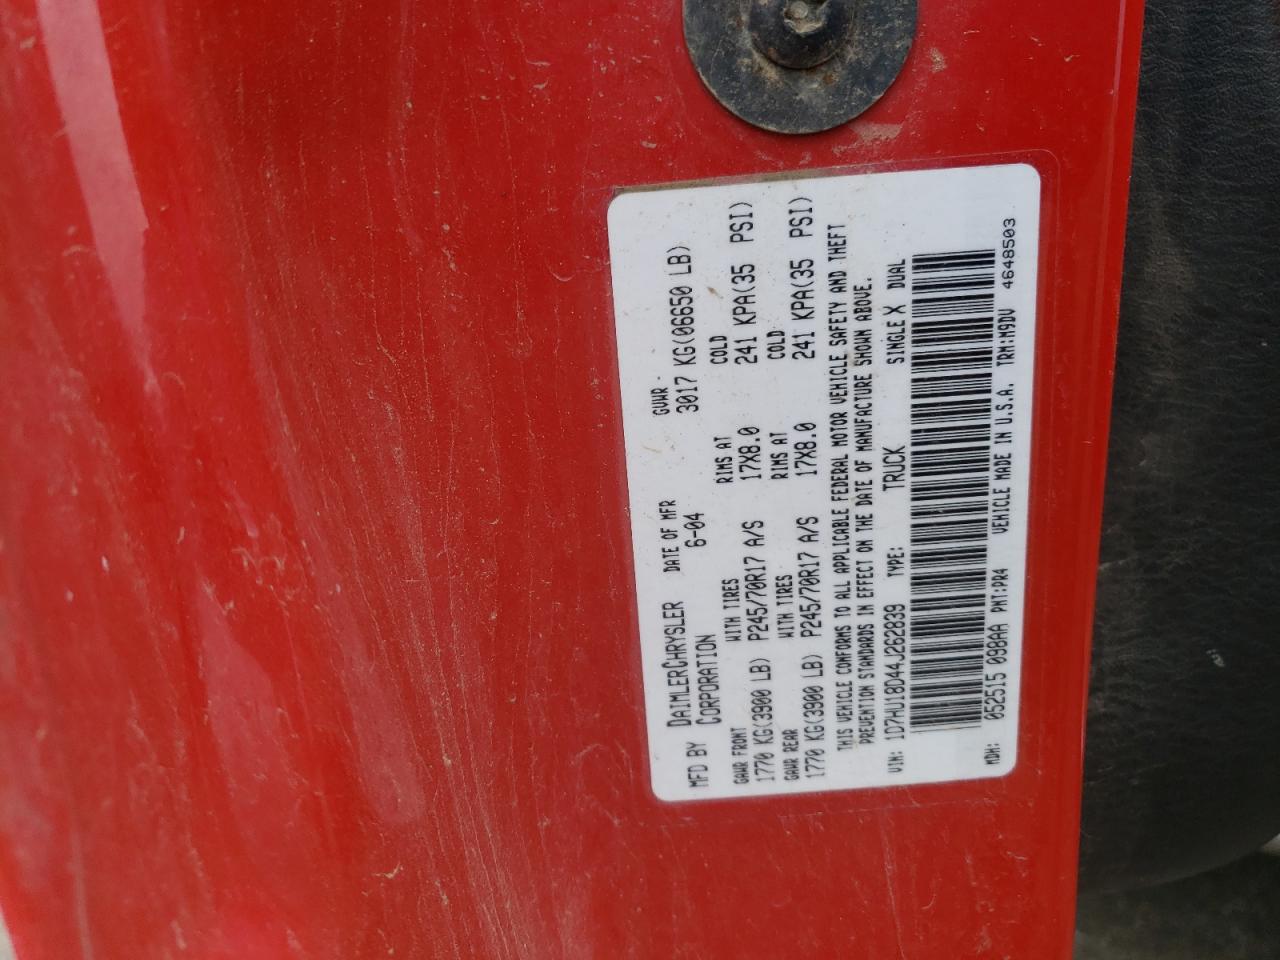 MFD BY DAIMLERCHRYSLER CORPORATION DATE OF MFR 6-04 GVWR 3017 KG(06650 LB)
GAWR FRONT WITH TIRES RIMS AT COLD
1770 KG(3900 LB) P245/70R17 A/S 17X8.0 241 KPA(35 PSI)
GAWR REAR WITH TIRES RIMS AT COLD
1770 KG(3900 LB) P245/70R17 A/S 17X8.0 241 KPA(35 PSI)
THIS VEHICLE CONFORMS TO ALL APPLICABLE FEDERAL MOTOR VEHICLE SAFETY AND THEFT
PREVENTION STANDARDS IN EFFECT ON THE DATE OF MANUFACTURE SHOWN ABOVE.
VIN: 1D7HU18D44J262839 TYPE: TRUCK SINGLE X DUAL
MDH: 052515 098AA PNT:PR4 VEHICLE MADE IN U.S.A. TRM:M9DV 4648503